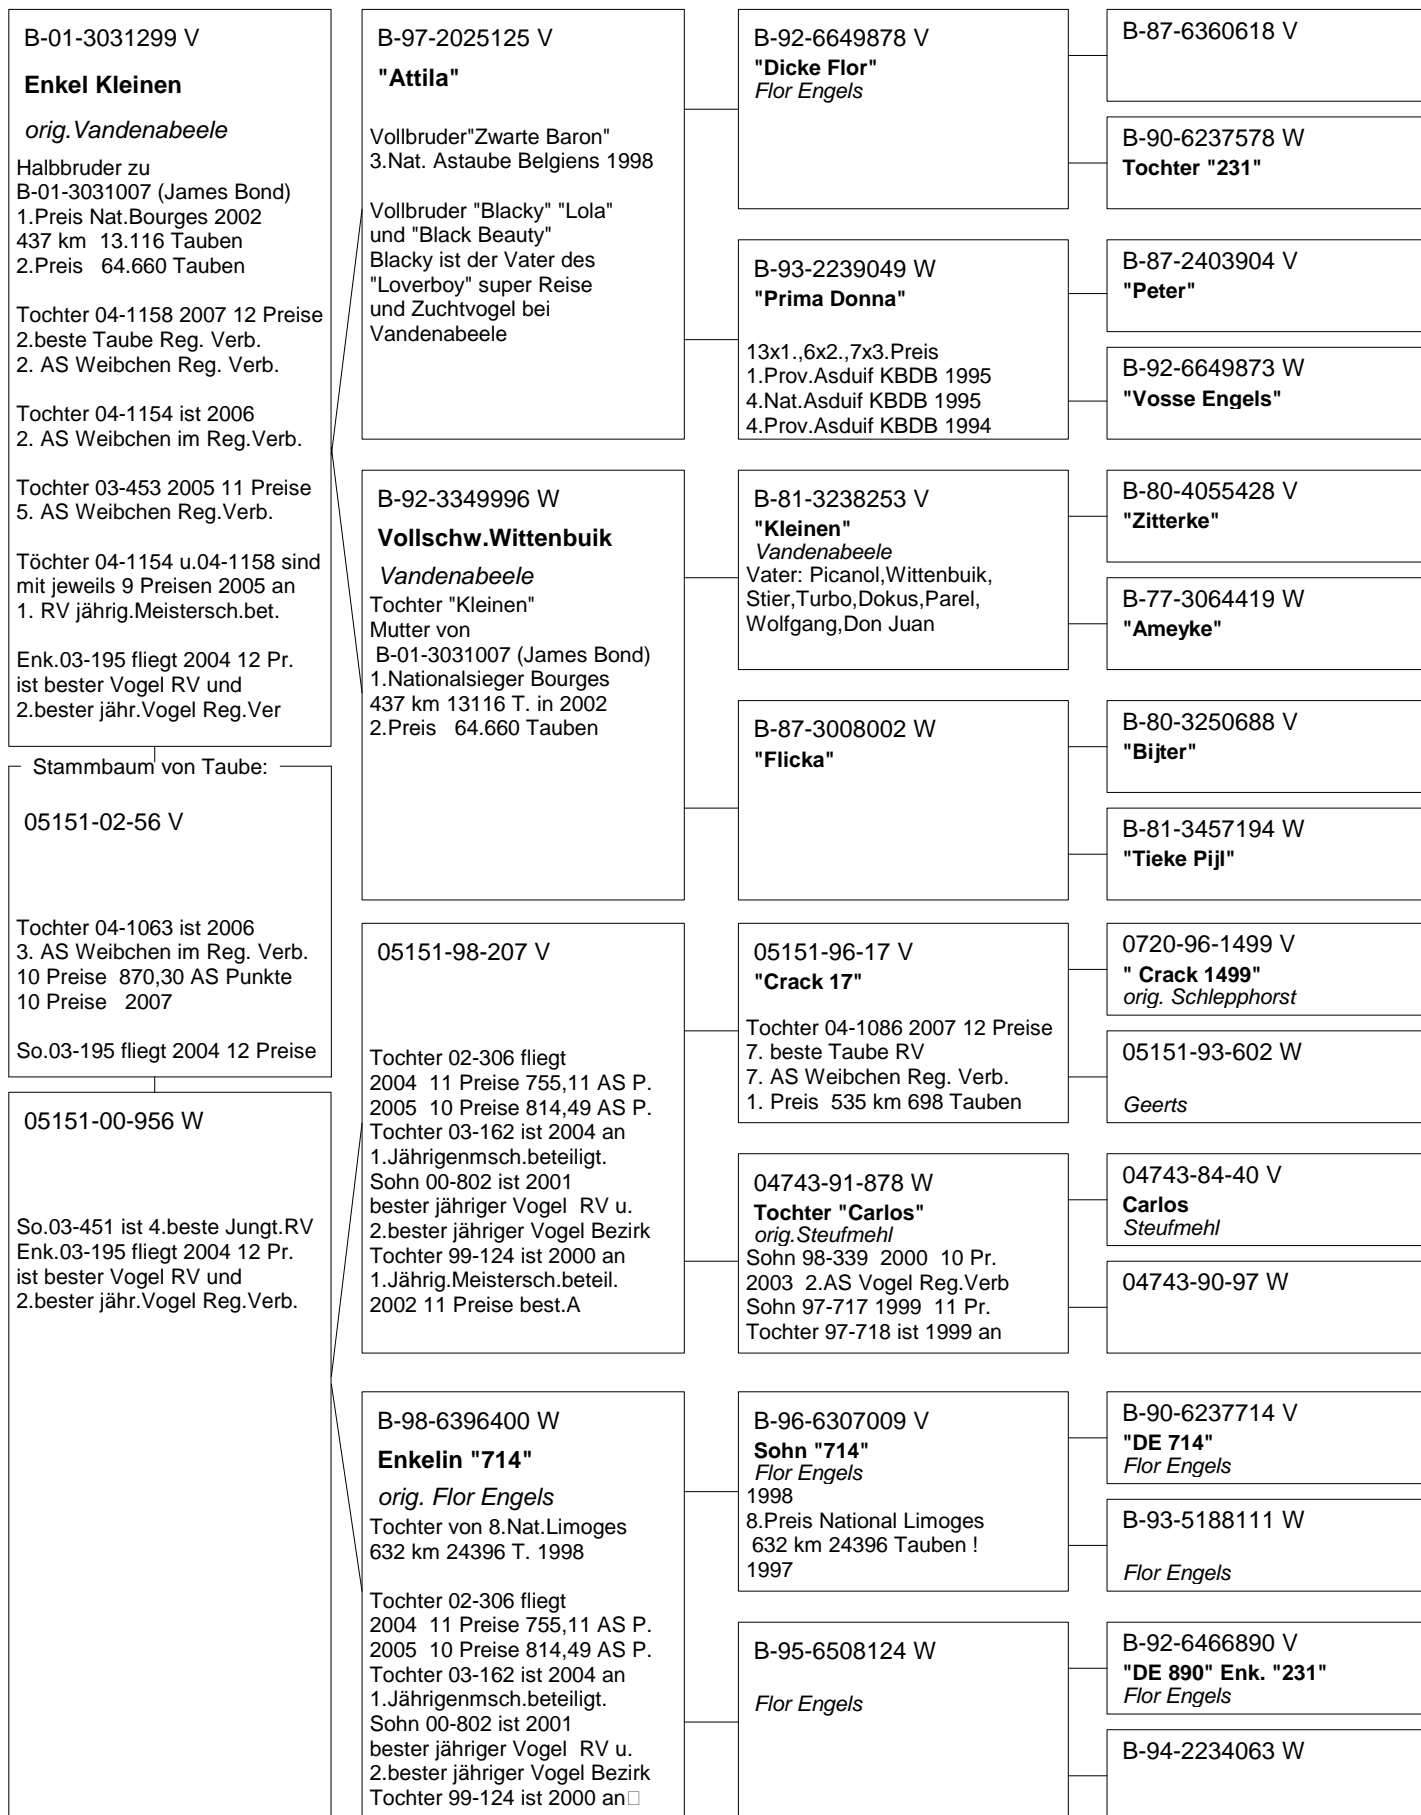 B-01-3031299 V
Enkel Kleinen
orig.Vandenabeele
Halbbruder zu
B-01-3031007 (James Bond)
1.Preis Nat.Bourges 2002
437 km  13.116 Tauben
2.Preis   64.660 Tauben
Tochter 04-1158 2007 12 Preise
2.beste Taube Reg. Verb.
2. AS Weibchen Reg. Verb.
Tochter 04-1154 ist 2006
2. AS Weibchen im Reg.Verb.
Tochter 03-453 2005 11 Preise
5. AS Weibchen Reg.Verb.
Töchter 04-1154 u.04-1158 sind
mit jeweils 9 Preisen 2005 an
1. RV jährig.Meistersch.bet.
Enk.03-195 fliegt 2004 12 Pr.
ist bester Vogel RV und
2.bester jähr.Vogel Reg.Ver
Stammbaum von Taube:
05151-02-56 V
Tochter 04-1063 ist 2006
3. AS Weibchen im Reg. Verb.
10 Preise  870,30 AS Punkte
10 Preise   2007
So.03-195 fliegt 2004 12 Preise
05151-00-956 W
So.03-451 ist 4.beste Jungt.RV
Enk.03-195 fliegt 2004 12 Pr.
ist bester Vogel RV und
2.bester jähr.Vogel Reg.Verb.
B-97-2025125 V
"Attila"
Vollbruder"Zwarte Baron"
3.Nat. Astaube Belgiens 1998
Vollbruder "Blacky" "Lola"
und "Black Beauty"
Blacky ist der Vater des
"Loverboy" super Reise
und Zuchtvogel bei
Vandenabeele
B-92-3349996 W
Vollschw.Wittenbuik
Vandenabeele
Tochter "Kleinen"
Mutter von
B-01-3031007 (James Bond)
1.Nationalsieger Bourges
437 km 13116 T. in 2002
2.Preis   64.660 Tauben
05151-98-207 V
Tochter 02-306 fliegt
2004  11 Preise 755,11 AS P.
2005  10 Preise 814,49 AS P.
Tochter 03-162 ist 2004 an
1.Jährigenmsch.beteiligt.
Sohn 00-802 ist 2001
bester jähriger Vogel  RV u.
2.bester jähriger Vogel Bezirk
Tochter 99-124 ist 2000 an
1.Jährig.Meistersch.beteil.
2002 11 Preise best.A
B-98-6396400 W
Enkelin "714"
orig. Flor Engels
Tochter von 8.Nat.Limoges
632 km 24396 T. 1998
Tochter 02-306 fliegt
2004  11 Preise 755,11 AS P.
2005  10 Preise 814,49 AS P.
Tochter 03-162 ist 2004 an
1.Jährigenmsch.beteiligt.
Sohn 00-802 ist 2001
bester jähriger Vogel  RV u.
2.bester jähriger Vogel Bezirk
Tochter 99-124 ist 2000 an□
B-92-6649878 V
"Dicke Flor"
Flor Engels
B-93-2239049 W
"Prima Donna"
13x1.,6x2.,7x3.Preis
1.Prov.Asduif KBDB 1995
4.Nat.Asduif KBDB 1995
4.Prov.Asduif KBDB 1994
B-81-3238253 V
"Kleinen"
Vandenabeele
Vater: Picanol,Wittenbuik,
Stier,Turbo,Dokus,Parel,
Wolfgang,Don Juan
B-87-3008002 W
"Flicka"
05151-96-17 V
"Crack 17"
Tochter 04-1086 2007 12 Preise
7. beste Taube RV
7. AS Weibchen Reg. Verb.
1. Preis  535 km 698 Tauben
04743-91-878 W
Tochter "Carlos"
orig.Steufmehl
Sohn 98-339  2000  10 Pr.
2003  2.AS Vogel Reg.Verb
Sohn 97-717 1999  11 Pr.
Tochter 97-718 ist 1999 an
B-96-6307009 V
Sohn "714"
Flor Engels
1998
8.Preis National Limoges
632 km 24396 Tauben !
1997
B-95-6508124 W
Flor Engels
B-87-6360618 V
B-90-6237578 W
Tochter "231"
B-87-2403904 V
"Peter"
B-92-6649873 W
"Vosse Engels"
B-80-4055428 V
"Zitterke"
B-77-3064419 W
"Ameyke"
B-80-3250688 V
"Bijter"
B-81-3457194 W
"Tieke Pijl"
0720-96-1499 V
" Crack 1499"
orig. Schlepphorst
05151-93-602 W
Geerts
04743-84-40 V
Carlos
Steufmehl
04743-90-97 W
B-90-6237714 V
"DE 714"
Flor Engels
B-93-5188111 W
Flor Engels
B-92-6466890 V
"DE 890" Enk. "231"
Flor Engels
B-94-2234063 W